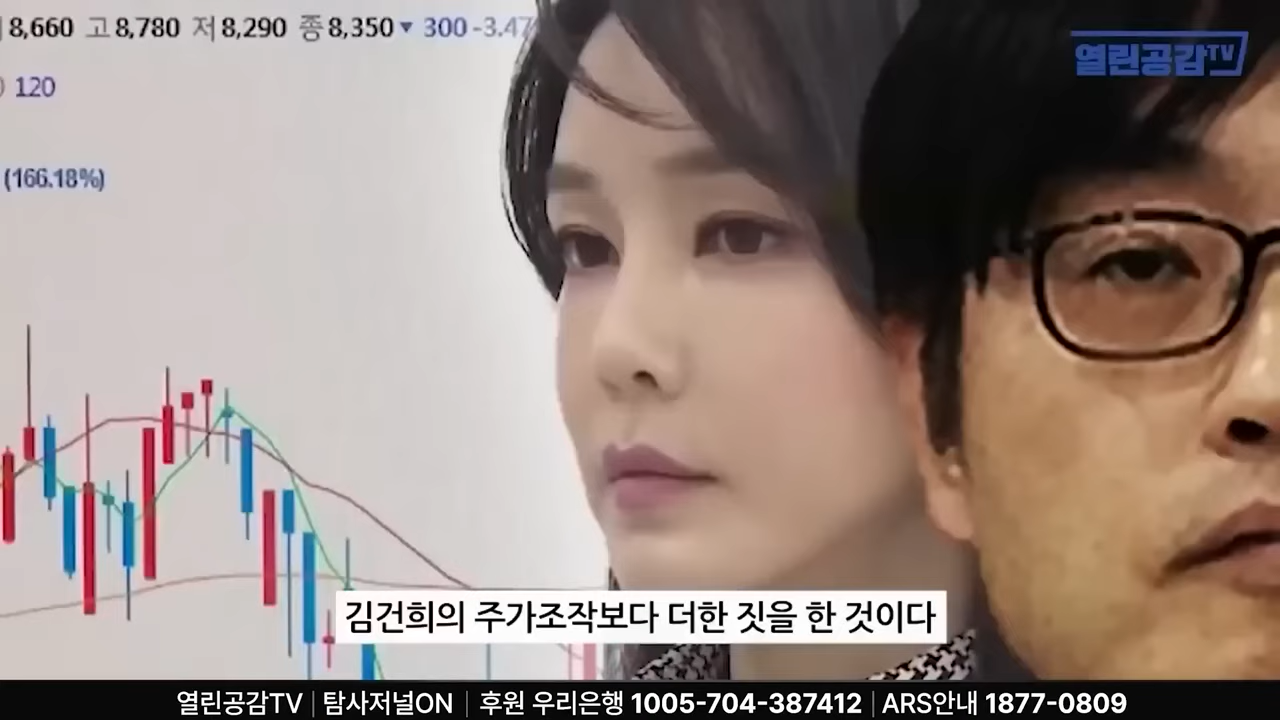 8,660 고 8,780 저 8,290 종 8,350 ▼ 300 -3.47
120
(166.18%)
열린공감TV
김건희의 주가조작보다 더한 짓을 한 것이다
열린공감TV | 탐사저널ON | 후원 우리은행 1005-704-387412 | ARS안내 1877-0809